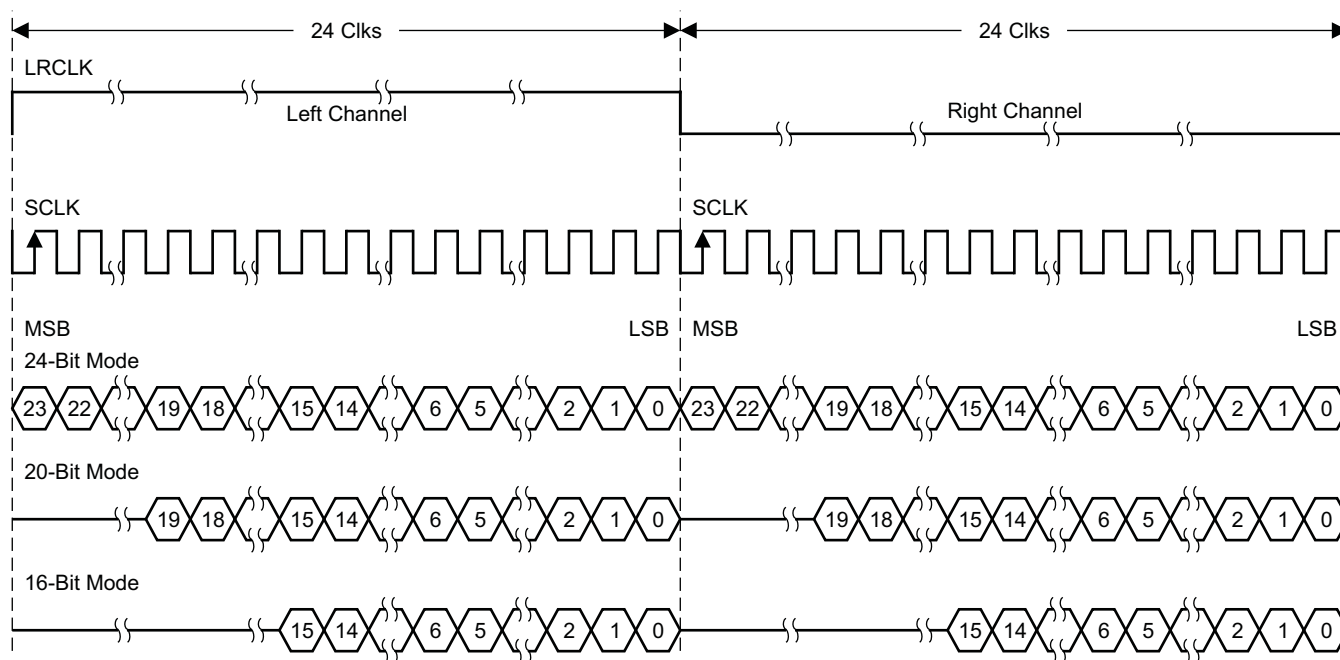 24 Clks 24 Clks
LRCLK
Left Channel Right Channel
SCLK SCLK
MSB LSB MSB LSB
24-Bit Mode
23 22 19 18 15 14 6 5 2 1 0 23 22 19 18 15 14 6 5 2 1 0
20-Bit Mode
19 18 15 14 6 5 2 1 0 19 18 15 14 6 5 2 1 0
16-Bit Mode
15 14 6 5 2 1 0 15 14 6 5 2 1 0